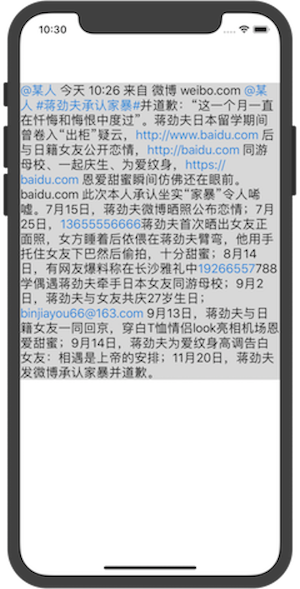 10:30
@某人 今天 10:26 来自 微博 weibo.com @某
人 #蒋劲夫承认家暴#并道歉：“这一个月一直
在忏悔和悔恨中度过”。蒋劲夫日本留学期间
曾卷入“出柜”疑云，http://www.baidu.com 后
与日籍女友公开恋情，http://baidu.com 同游
母校、一起庆生、为爱纹身，https://
baidu.com 恩爱甜蜜瞬间仿佛还在眼前。
baidu.com 此次本人承认坐实“家暴”令人唏
嘘。7月15日，蒋劲夫微博晒照公布恋情；7月
25日，13655556666蒋劲夫首次晒出女友正
面照，女方睡着后依偎在蒋劲夫臂弯，他用手
托住女友下巴然后偷拍，十分甜蜜；8月14
日，有网友爆料称在长沙雅礼中19266557788
学偶遇蒋劲夫牵手日本女友同游母校；9月2
日，蒋劲夫与女友共庆27岁生日；
binjiayou66@163.com 9月13日，蒋劲夫与日
籍女友一同回京，穿白T恤情侣look亮相机场恩
爱甜蜜；9月14日，蒋劲夫为爱纹身高调告白
女友：相遇是上帝的安排；11月20日，蒋劲夫
发微博承认家暴并道歉。